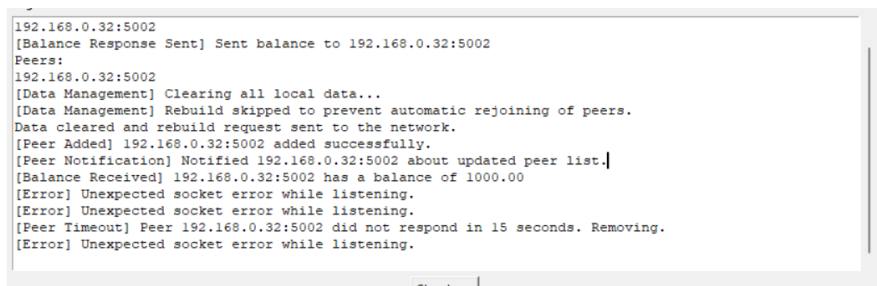 192.168.0.32:5002
[Balance Response Sent] Sent balance to 192.168.0.32:5002
Peers:
192.168.0.32:5002
[Data Management] Clearing all local data...
[Data Management] Rebuild skipped to prevent automatic rejoining of peers.
Data cleared and rebuild request sent to the network.
[Peer Added] 192.168.0.32:5002 added successfully.
[Peer Notification] Notified 192.168.0.32:5002 about updated peer list.
[Balance Received] 192.168.0.32:5002 has a balance of 1000.00
[Error] Unexpected socket error while listening.
[Error] Unexpected socket error while listening.
[Peer Timeout] Peer 192.168.0.32:5002 did not respond in 15 seconds. Removing.
[Error] Unexpected socket error while listening.